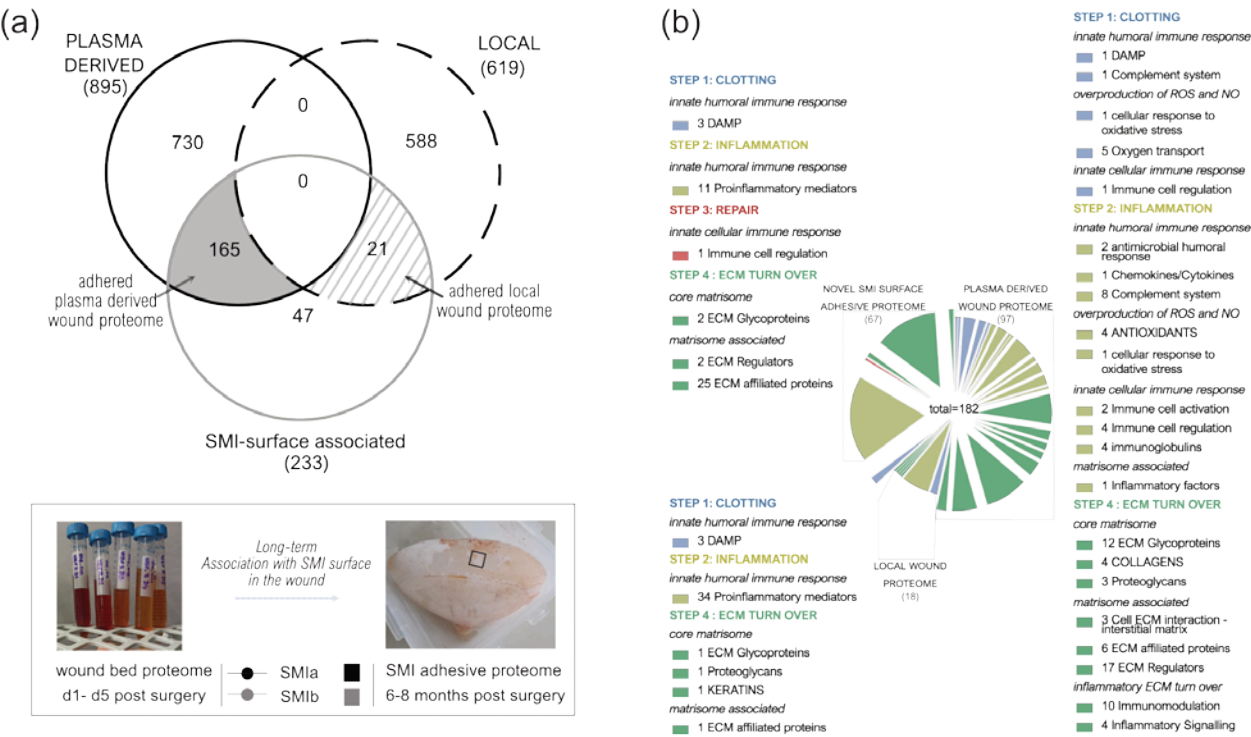 (a)
PLASMA
DERIVED
(895)
LOCAL
(619)
0
730
588
0
165
21
adhered
plasma derived
wound proteome
adhered local
wound proteome
47
SMI-surface associated
(233)
Long-term
Association with SMI surface
in the wound
wound bed proteome
d1- d5 post surgery
SMIa
SMIb
SMI adhesive proteome
6-8 months post surgery
(b)
STEP 1: CLOTTING
innate humoral immune response
3 DAMP
STEP 2: INFLAMMATION
innate humoral immune response
11 Proinflammatory mediators
STEP 3: REPAIR
innate cellular immune response
1 Immune cell regulation
STEP 4 : ECM TURN OVER
core matrisome
2 ECM Glycoproteins
matrisome associated
2 ECM Regulators
25 ECM affiliated proteins
NOVEL SMI SURFACE
ADHESIVE PROTEOME
(67)
PLASMA DERIVED
WOUND PROTEOME
(97)
total=182
LOCAL WOUND
PROTEOME
(18)
STEP 1: CLOTTING
innate humoral immune response
3 DAMP
STEP 2: INFLAMMATION
innate humoral immune response
34 Proinflammatory mediators
STEP 4 : ECM TURN OVER
core matrisome
1 ECM Glycoproteins
1 Proteoglycans
1 KERATINS
matrisome associated
1 ECM affiliated proteins
STEP 1: CLOTTING
innate humoral immune response
1 DAMP
1 Complement system
overproduction of ROS and NO
1 cellular response to
oxidative stress
5 Oxygen transport
innate cellular immune response
1 Immune cell regulation
STEP 2: INFLAMMATION
innate humoral immune response
2 antimicrobial humoral
response
1 Chemokines/Cytokines
8 Complement system
overproduction of ROS and NO
4 ANTIOXIDANTS
1 cellular response to
oxidative stress
innate cellular immune response
2 Immune cell activation
4 Immune cell regulation
4 immunoglobulins
matrisome associated
1 Inflammatory factors
STEP 4 : ECM TURN OVER
core matrisome
12 ECM Glycoproteins
4 COLLAGENS
3 Proteoglycans
matrisome associated
3 Cell ECM interaction -
interstitial matrix
6 ECM affiliated proteins
17 ECM Regulators
inflammatory ECM turn over
10 Immunomodulation
4 Inflammatory Signalling